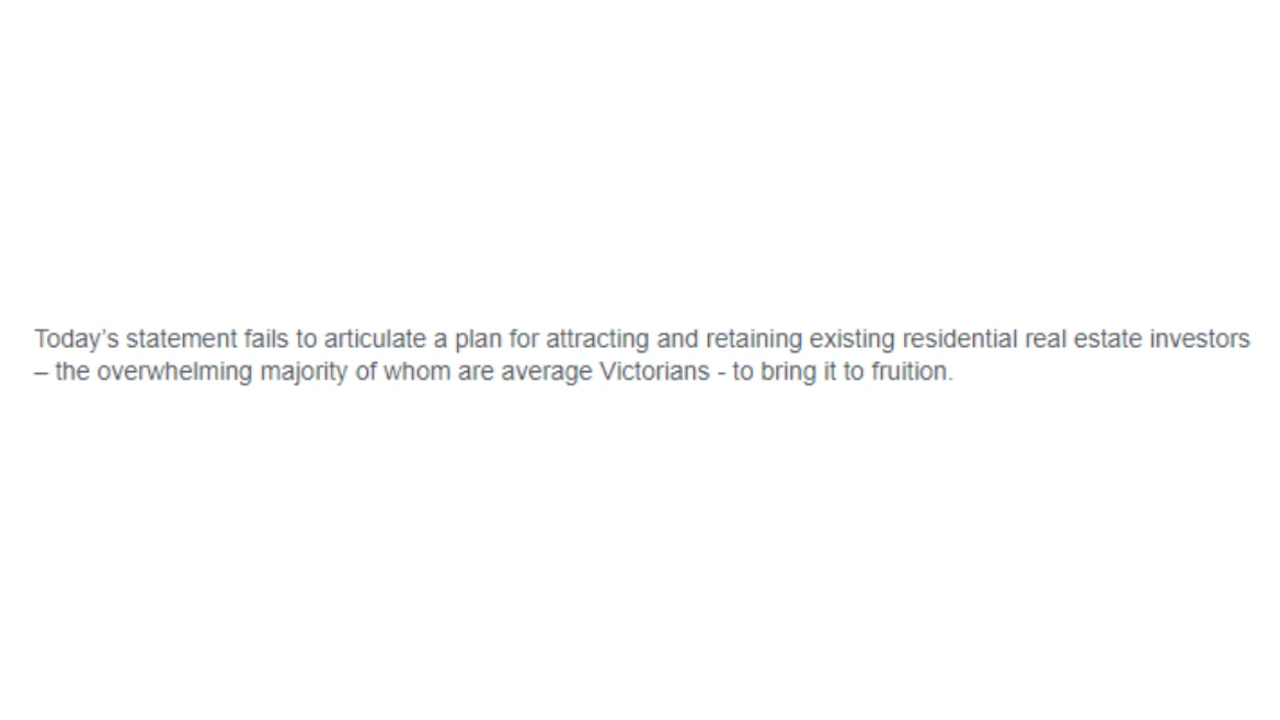 Today’s statement fails to articulate a plan for attracting and retaining existing residential real estate investors
– the overwhelming majority of whom are average Victorians - to bring it to fruition.